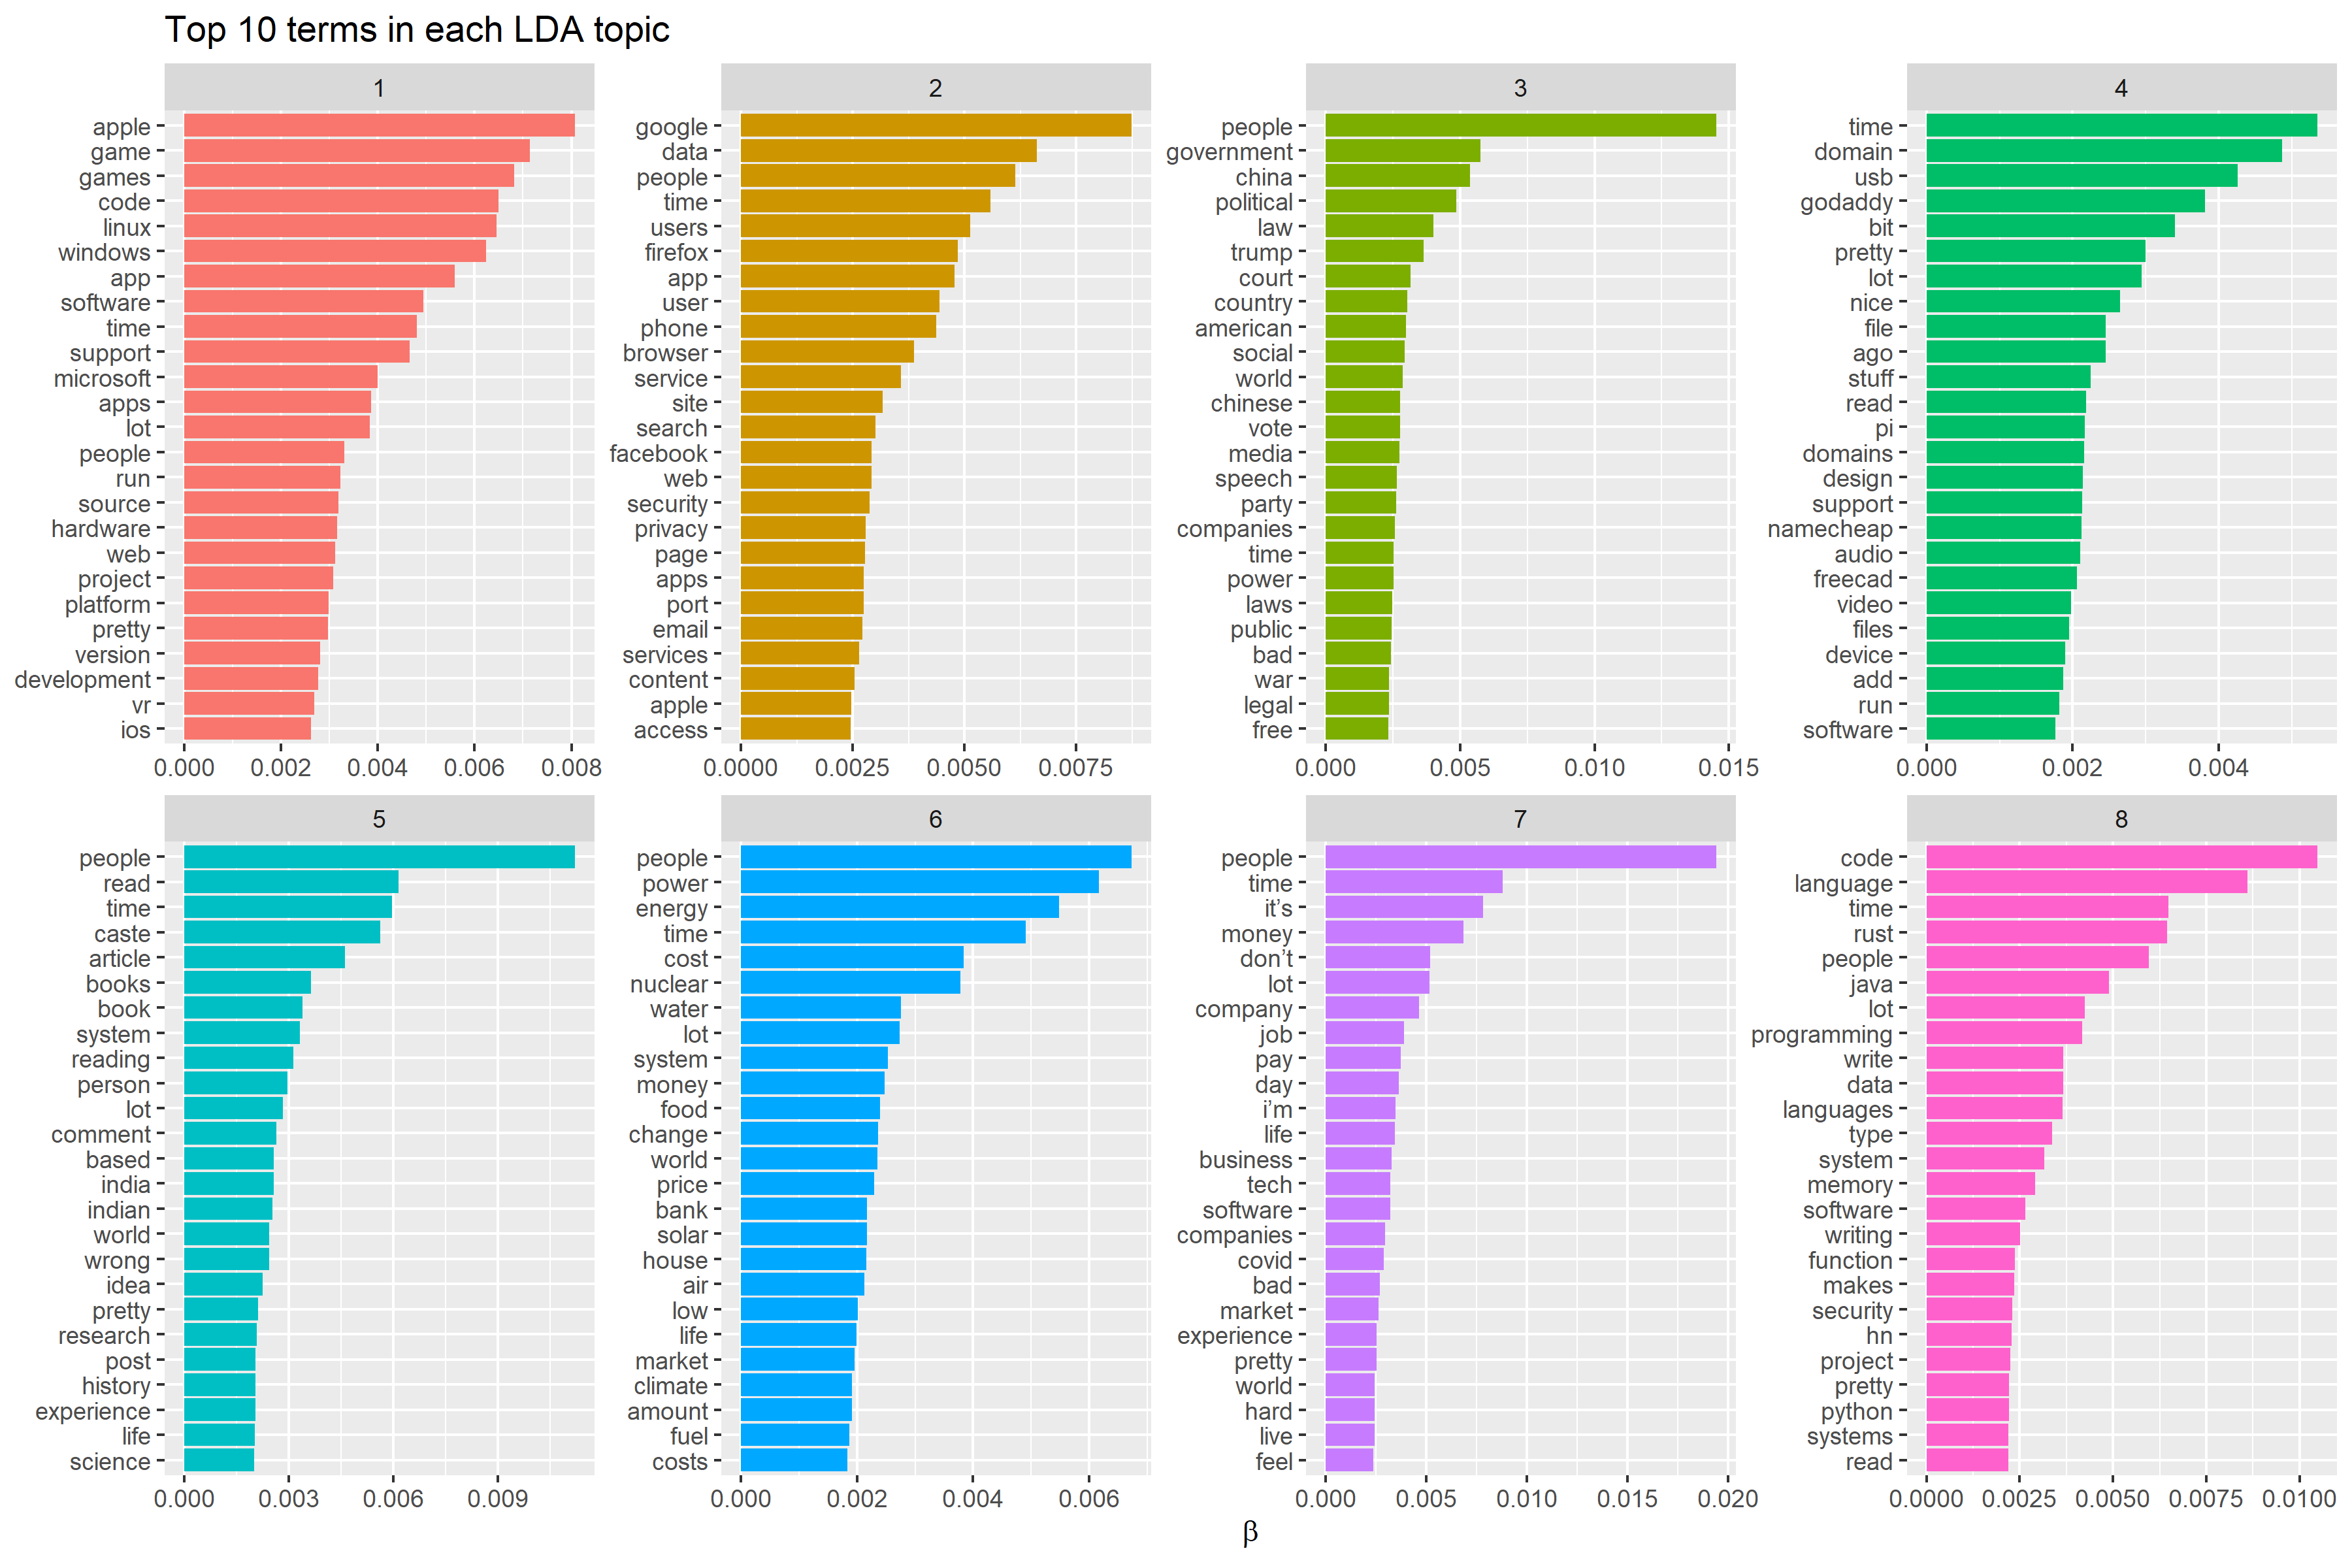 Top 10 terms in each LDA topic
1
apple
game
games
code
linux
windows
app
software
time
support
microsoft
apps
lot
people
run
source
hardware
web
project
platform
pretty
version
development
vr
ios
0.000 0.002 0.004 0.006 0.008
2
google
data
people
time
users
firefox
app
user
phone
browser
service
site
search
facebook
web
security
privacy
page
apps
port
email
services
content
apple
access
0.0000 0.0025 0.0050 0.0075
3
people
government
china
political
law
trump
court
country
american
social
world
chinese
vote
media
speech
party
companies
time
power
laws
public
bad
war
legal
free
0.000 0.005 0.010 0.015
4
time
domain
usb
godaddy
bit
pretty
lot
nice
file
ago
stuff
read
pi
domains
design
support
namecheap
audio
freecad
video
files
device
add
run
software
0.000 0.002 0.004
5
people
read
time
caste
article
books
book
system
reading
person
lot
comment
based
india
indian
world
wrong
idea
pretty
research
post
history
experience
life
science
0.000 0.003 0.006 0.009
6
people
power
energy
time
cost
nuclear
water
lot
system
money
food
change
world
price
bank
solar
house
air
low
life
market
climate
amount
fuel
costs
0.000 0.002 0.004 0.006
7
people
time
it’s
money
don’t
lot
company
job
pay
day
i’m
life
business
tech
software
companies
covid
bad
market
experience
pretty
world
hard
live
feel
0.000 0.005 0.010 0.015 0.020
8
code
language
time
rust
people
java
lot
programming
write
data
languages
type
system
memory
software
writing
function
makes
security
hn
project
pretty
python
systems
read
0.0000 0.0025 0.0050 0.0075 0.0100
β